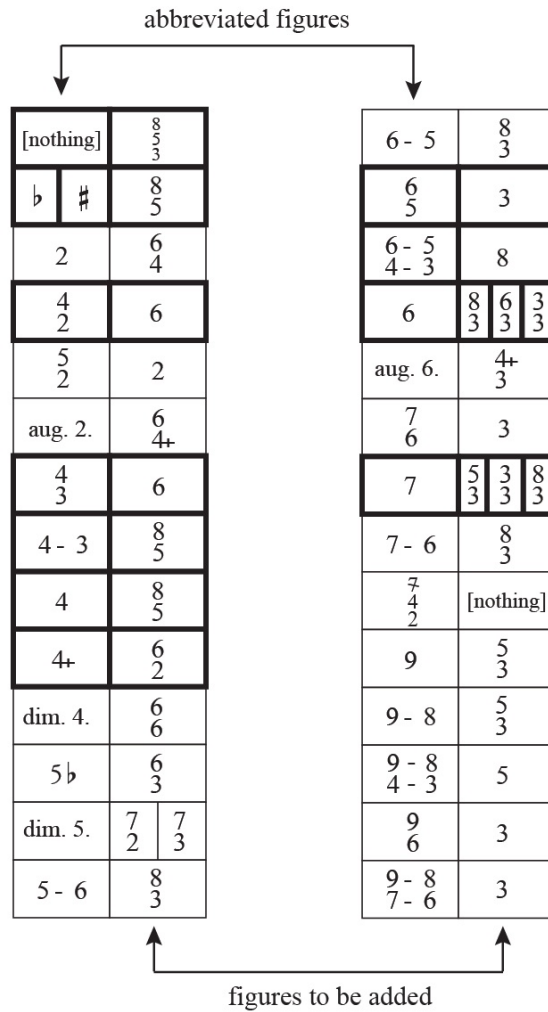 abbreviated figures
[nothing] 8 5 3
♭ ♯ 8 5
2 6 4
4 2 6
5 2 2
aug. 2. 6 4+
4 3 6
4 - 3 8 5
4 8 5
4+ 6 2
dim. 4. 6 6
5♭ 6 3
dim. 5. 7 2 7 3
5 - 6 8 3
6 - 5 8 3
6 5 3
6 - 5 4 - 3 8
6 8 3 6 3 3 3
aug. 6. 4+ 3
7 6 3
7 5 3 3 3 8 3
7 - 6 8 3
7 4 2 [nothing]
9 5 3
9 - 8 5 3
9 - 8 4 - 3 5
9 6 3
9 - 8 7 - 6 3
figures to be added